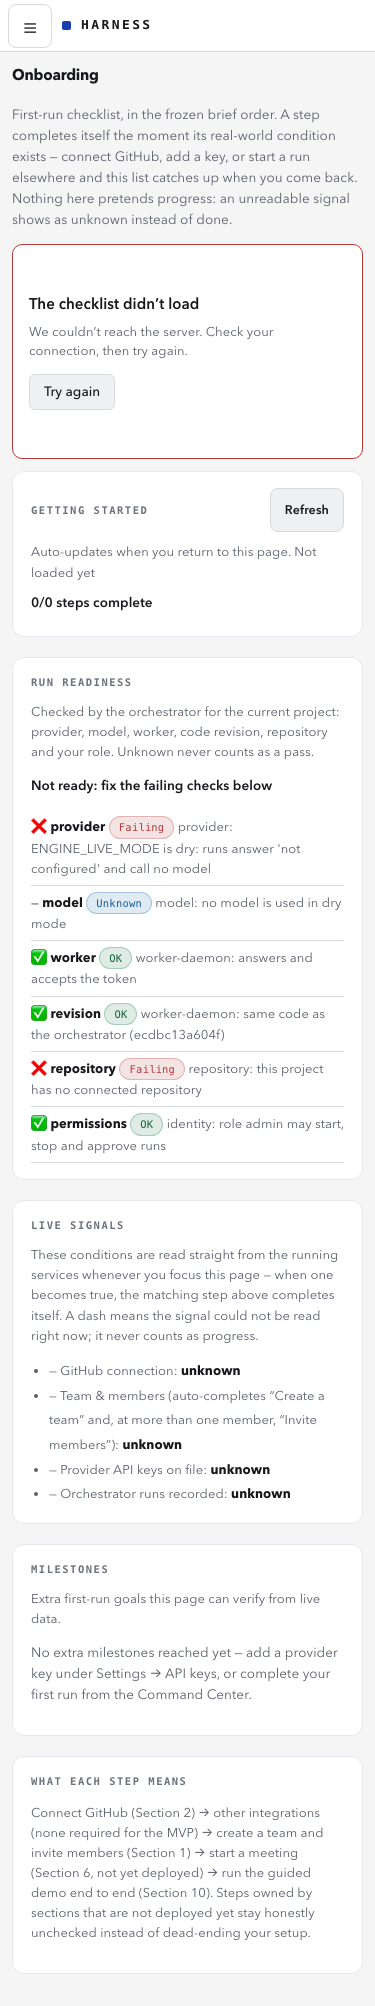 HARNESS
Onboarding
First-run checklist, in the frozen brief order. A step
completes itself the moment its real-world condition
exists — connect GitHub, add a key, or start a run
elsewhere and this list catches up when you come back.
Nothing here pretends progress: an unreadable signal
shows as unknown instead of done.
The checklist didn’t load
We couldn’t reach the server. Check your
connection, then try again.
Try again
GETTING STARTED
Refresh
Auto-updates when you return to this page. Not
loaded yet
0/0 steps complete
RUN READINESS
Checked by the orchestrator for the current project:
provider, model, worker, code revision, repository
and your role. Unknown never counts as a pass.
Not ready: fix the failing checks below
❌ provider Failing provider:
ENGINE_LIVE_MODE is dry: runs answer 'not
configured' and call no model
— model Unknown model: no model is used in dry
mode
✅ worker OK worker-daemon: answers and
accepts the token
✅ revision OK worker-daemon: same code as
the orchestrator (ecdbc13a604f)
❌ repository Failing repository: this project
has no connected repository
✅ permissions OK identity: role admin may start,
stop and approve runs
LIVE SIGNALS
These conditions are read straight from the running
services whenever you focus this page — when one
becomes true, the matching step above completes
itself. A dash means the signal could not be read
right now; it never counts as progress.
• — GitHub connection: unknown
• — Team & members (auto-completes “Create a
team” and, at more than one member, “Invite
members”): unknown
• — Provider API keys on file: unknown
• — Orchestrator runs recorded: unknown
MILESTONES
Extra first-run goals this page can verify from live
data.
No extra milestones reached yet — add a provider
key under Settings → API keys, or complete your
first run from the Command Center.
WHAT EACH STEP MEANS
Connect GitHub (Section 2) → other integrations
(none required for the MVP) → create a team and
invite members (Section 1) → start a meeting
(Section 6, not yet deployed) → run the guided
demo end to end (Section 10). Steps owned by
sections that are not deployed yet stay honestly
unchecked instead of dead-ending your setup.